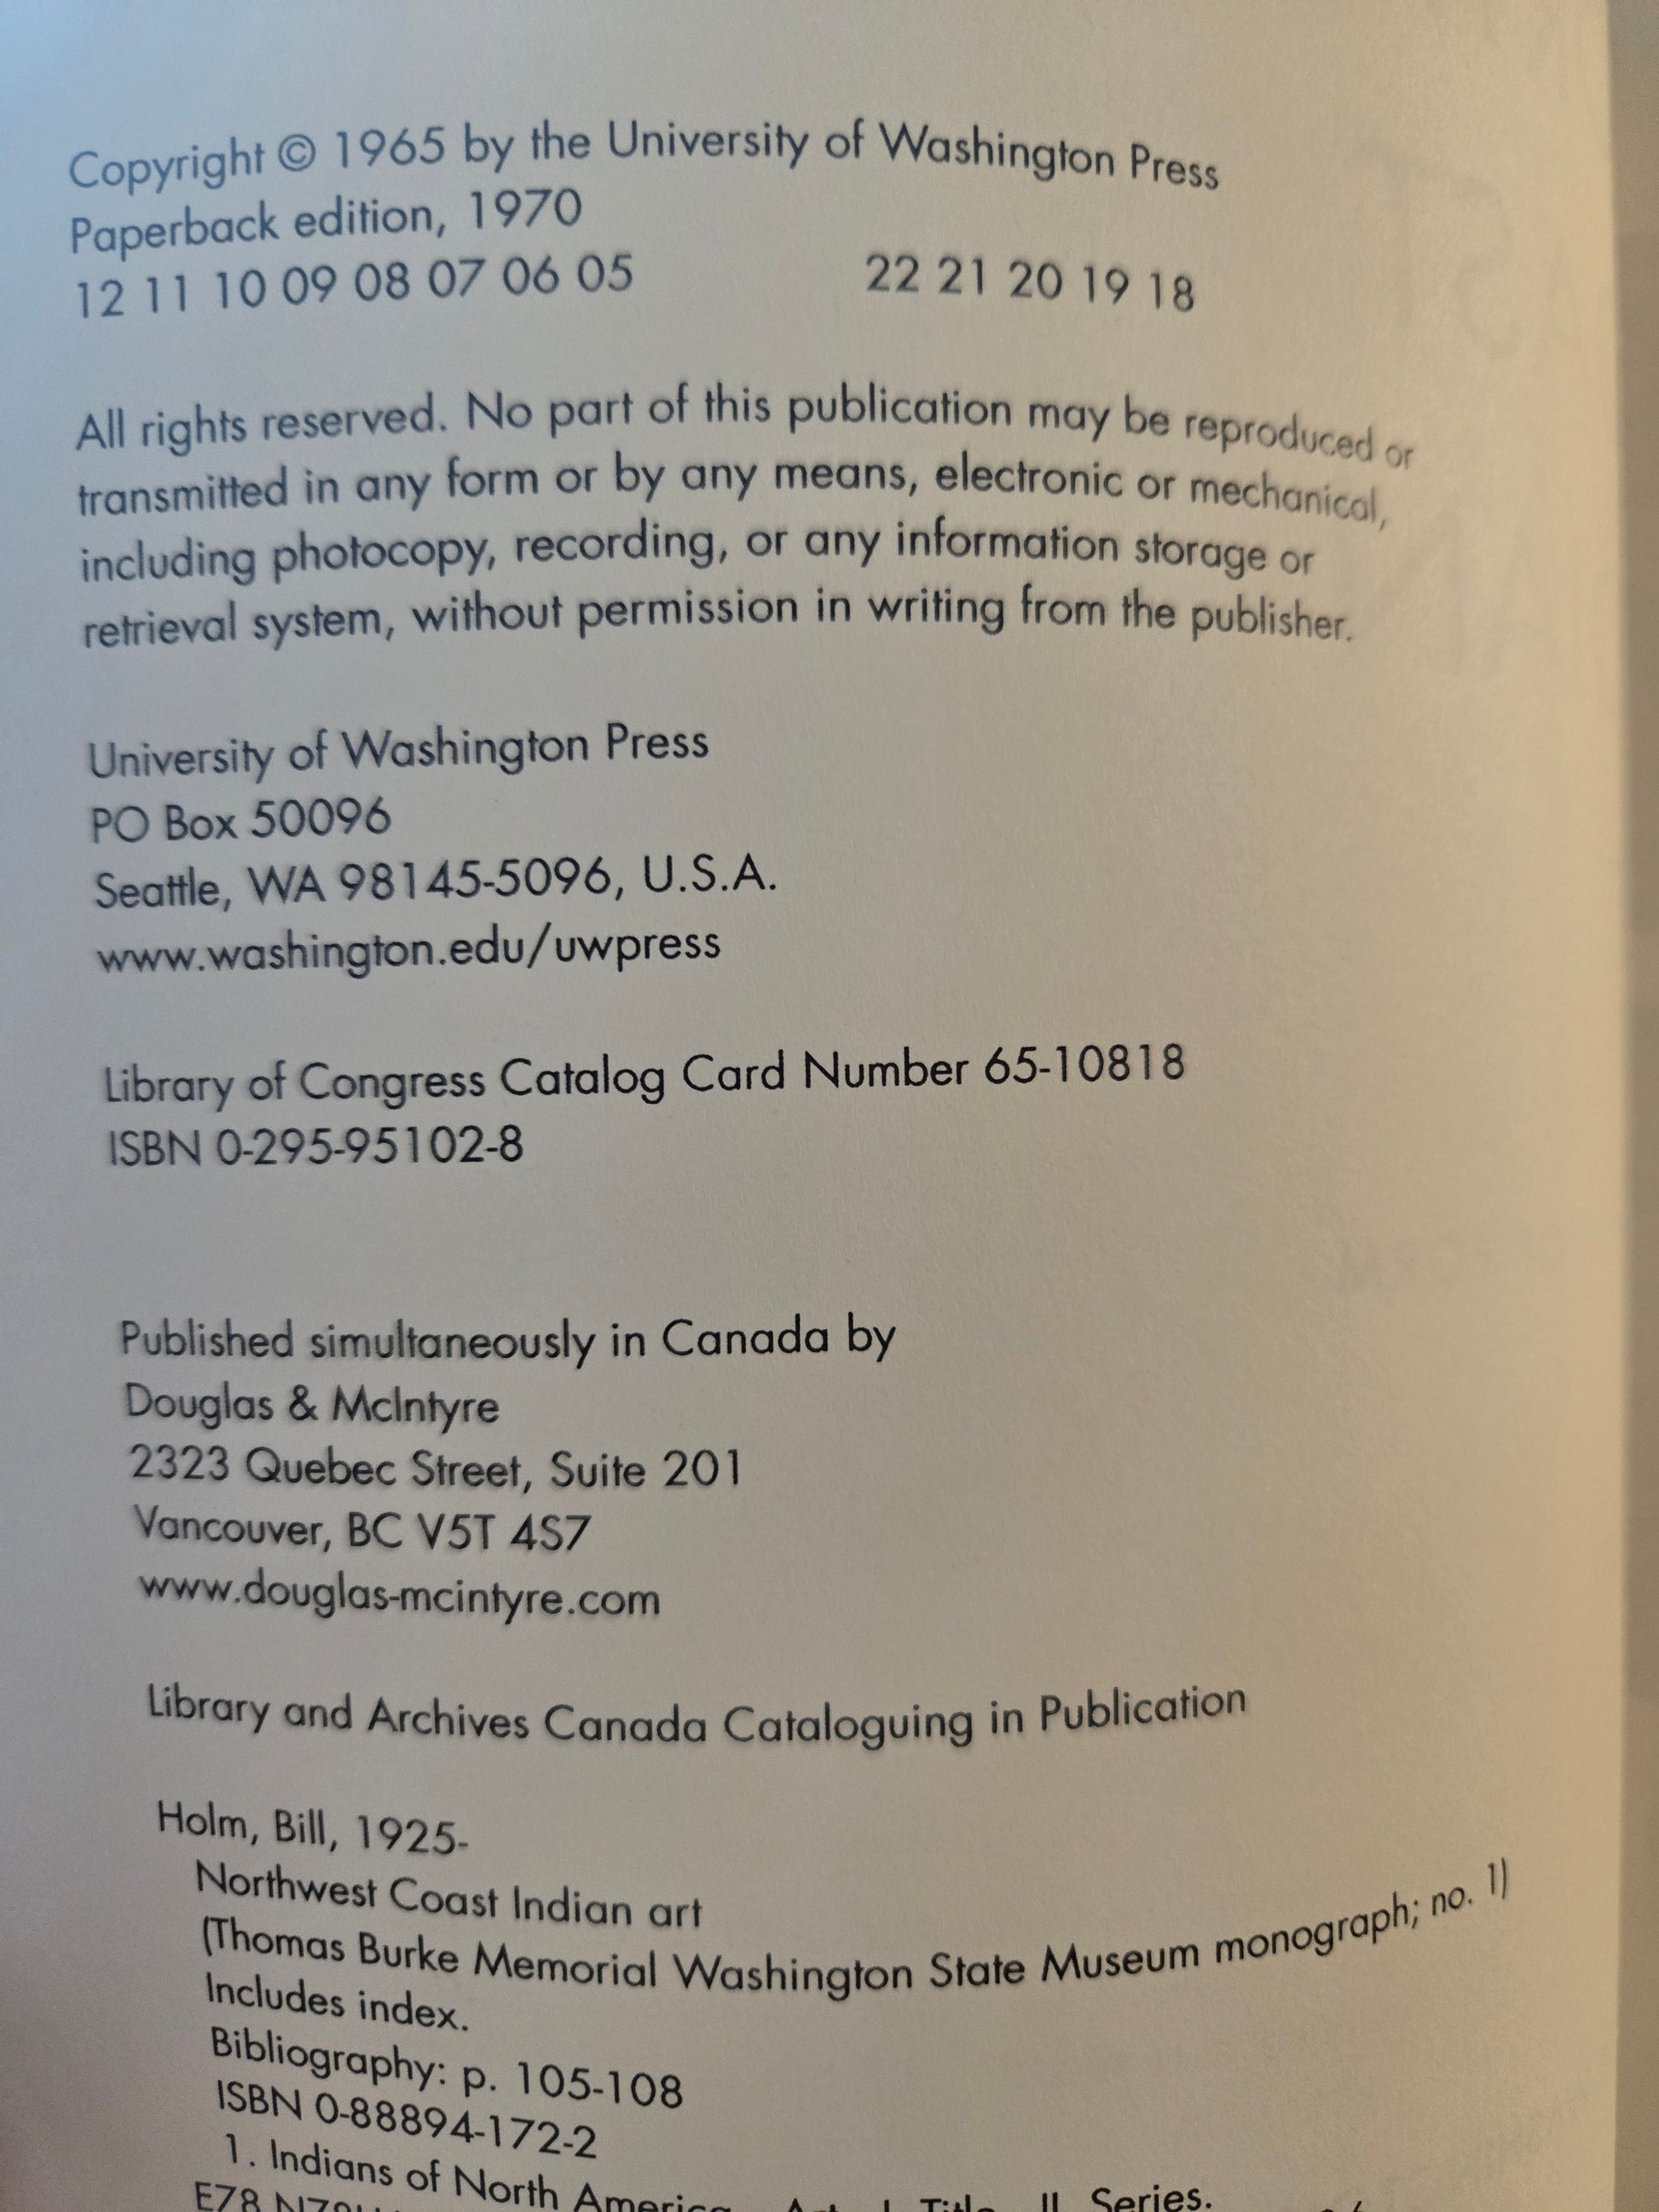 Copyright © 1965 by the University of Washington Press
Paperback edition, 1970
12 11 10 09 08 07 06 05 22 21 20 19 18
All rights reserved. No part of this publication may be reproduced or
transmitted in any form or by any means, electronic or mechanical,
including photocopy, recording, or any information storage or
retrieval system, without permission in writing from the publisher.
University of Washington Press
PO Box 50096
Seattle, WA 98145-5096, U.S.A.
www.washington.edu/uwpress
Library of Congress Catalog Card Number 65-10818
ISBN 0-295-95102-8
Published simultaneously in Canada by
Douglas & McIntyre
2323 Quebec Street, Suite 201
Vancouver, BC V5T 4S7
www.douglas-mcintyre.com
Library and Archives Canada Cataloguing in Publication
Holm, Bill, 1925-
Northwest Coast Indian art
(Thomas Burke Memorial Washington State Museum monograph; no. 1)
Includes index.
Bibliography: p. 105-108
ISBN 0-88894-172-2
1. Indians of North America Art I. Title II. Series.
E78